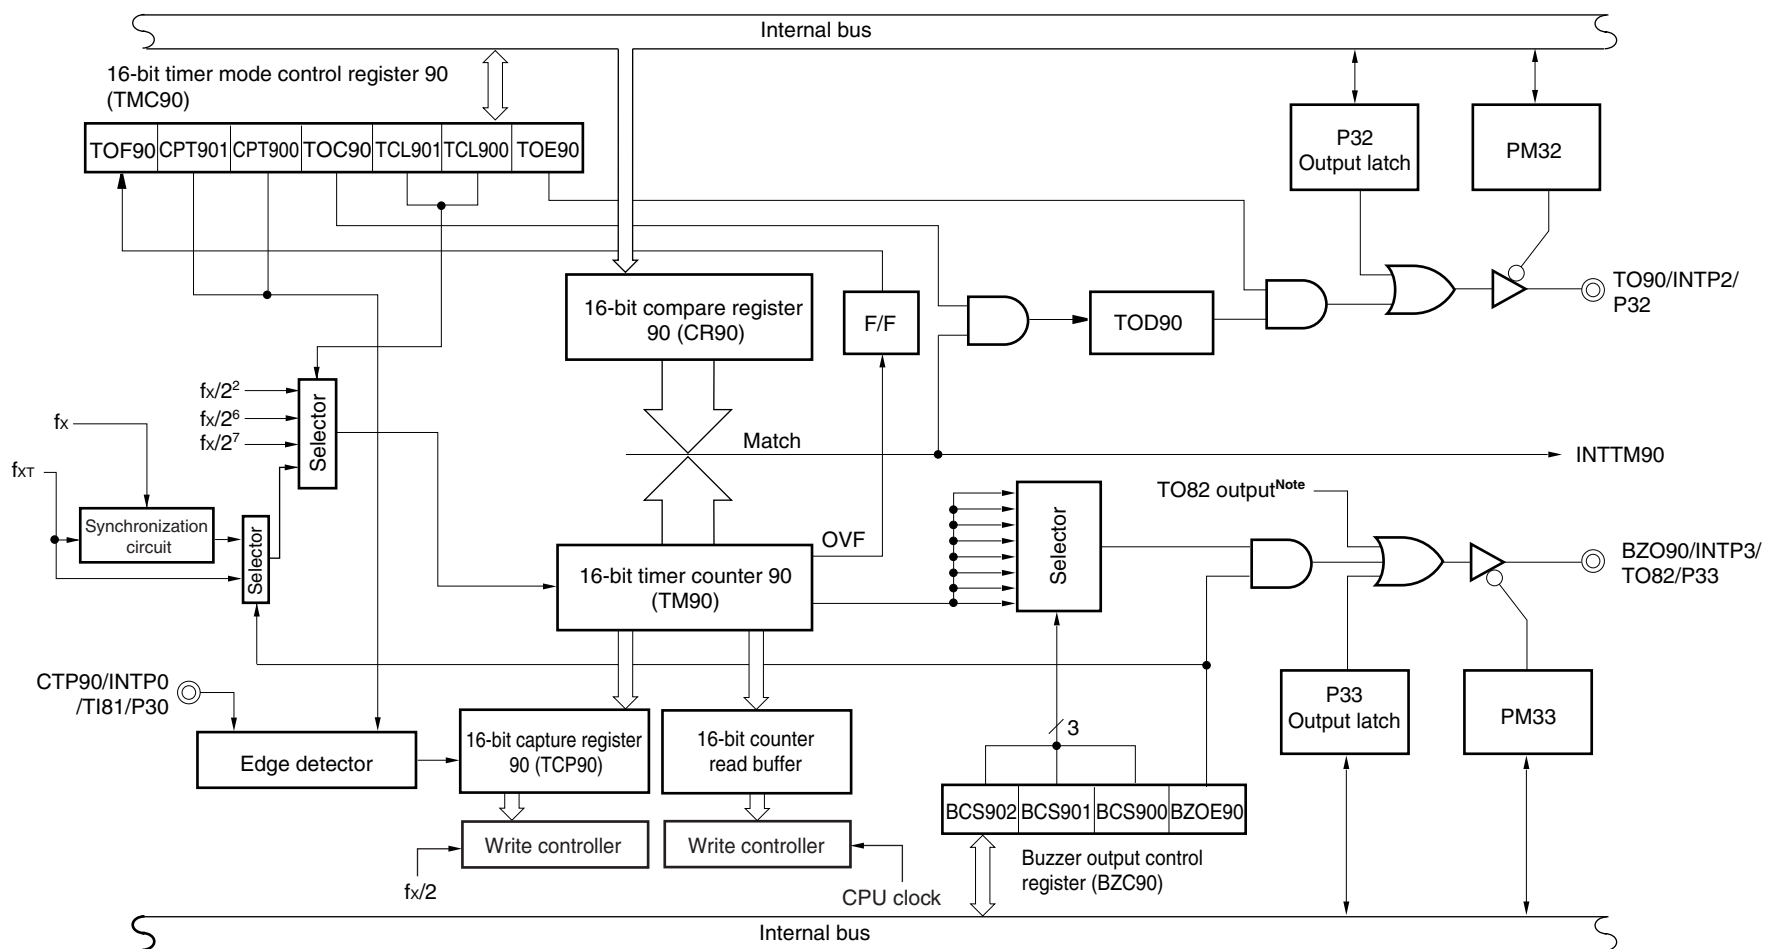 Internal bus
16-bit timer mode control register 90
(TMC90)
TOF90 CPT901 CPT900 TOC90 TCL901 TCL900 TOE90
P32
Output latch
PM32
16-bit compare register
90 (CR90)
F/F
TOD90
TO90/INTP2/
P32
fX/2²
fX/2⁶
fX/2⁷
Selector
fX
fXT
Match
INTTM90
Synchronization
circuit
Selector
OVF
16-bit timer counter 90
(TM90)
Selector
TO82 outputNote
BZO90/INTP3/
TO82/P33
CTP90/INTP0
/TI81/P30
Edge detector
16-bit capture register
90 (TCP90)
16-bit counter
read buffer
3
P33
Output latch
PM33
BCS902 BCS901 BCS900 BZOE90
Write controller
Write controller
fX/2
CPU clock
Buzzer output control
register (BZC90)
Internal bus